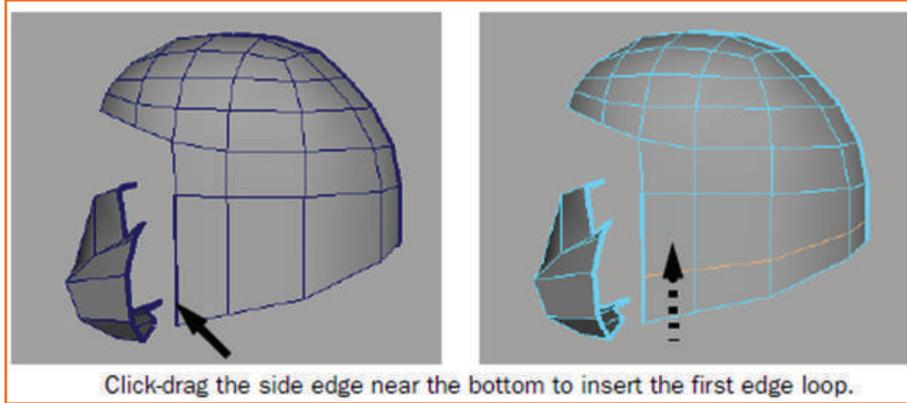 Click-drag the side edge near the bottom to insert the first edge loop.